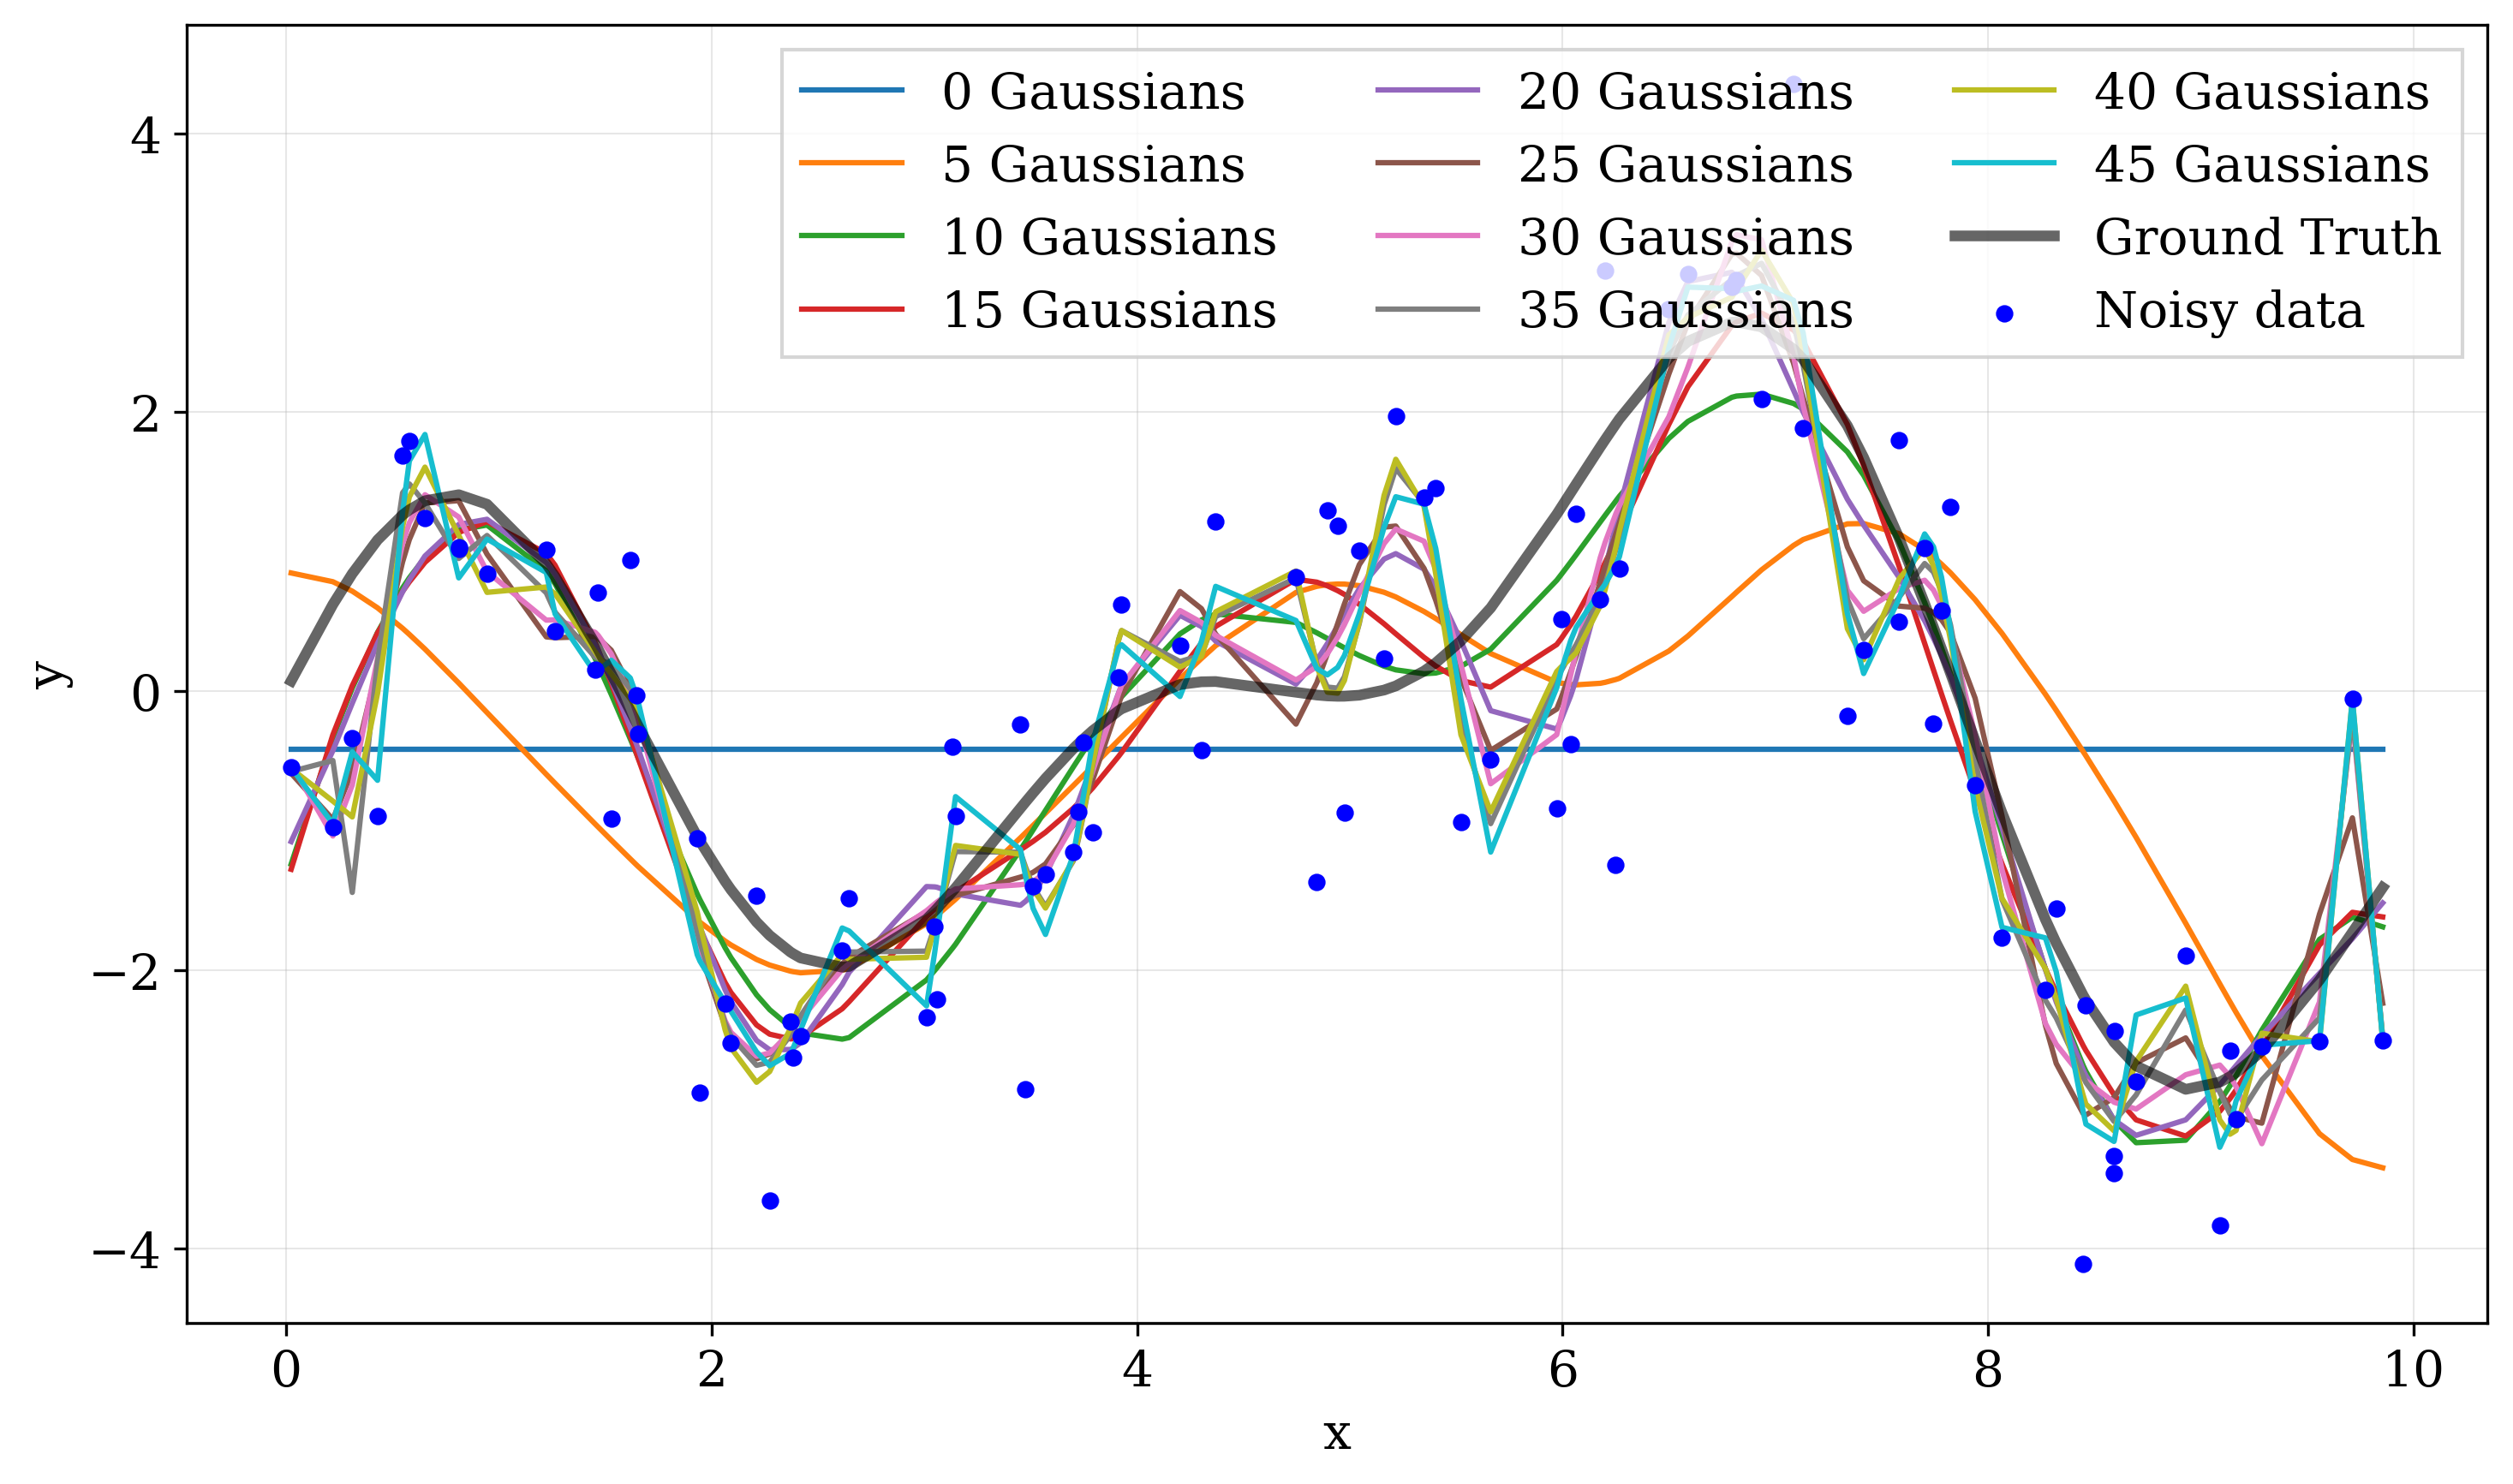 0 Gaussians
5 Gaussians
10 Gaussians
15 Gaussians
20 Gaussians
25 Gaussians
30 Gaussians
35 Gaussians
40 Gaussians
45 Gaussians
Ground Truth
Noisy data
4
2
0
−2
−4
y
0 2 4 6 8 10
x